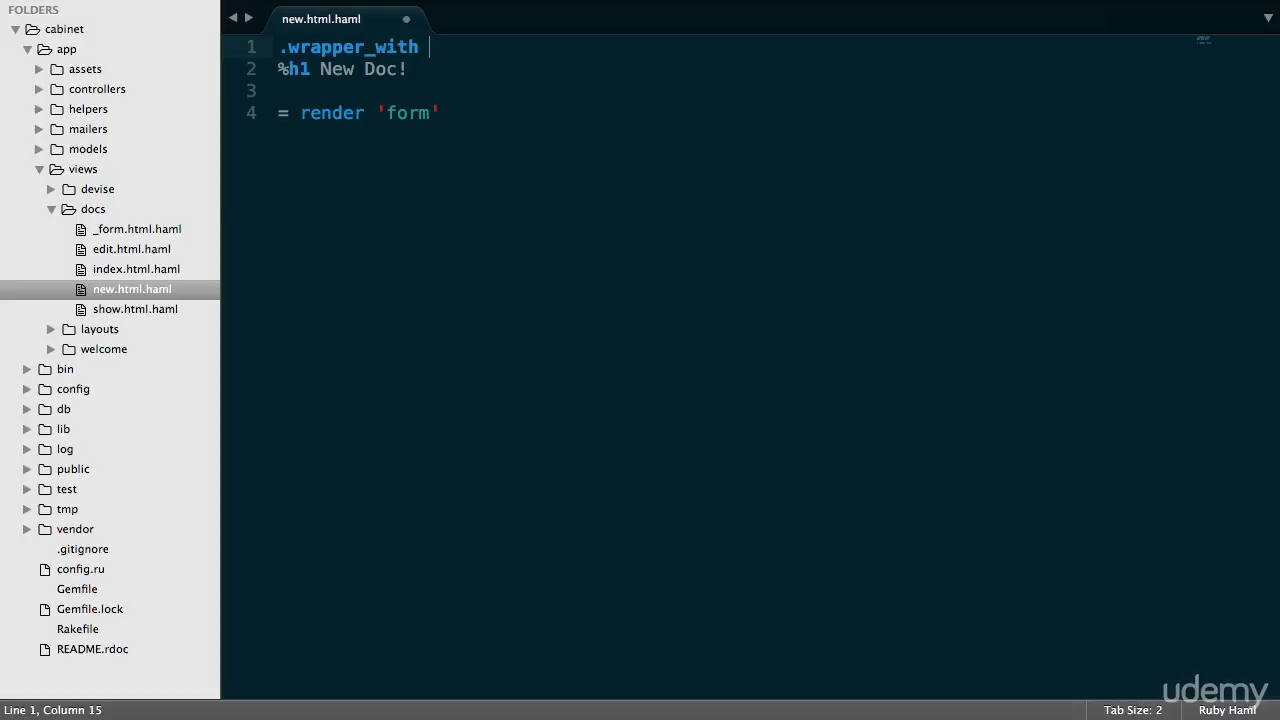 FOLDERS
cabinet
app
assets
controllers
helpers
mailers
models
views
devise
docs
_form.html.haml
edit.html.haml
index.html.haml
new.html.haml
show.html.haml
layouts
welcome
bin
config
db
lib
log
public
test
tmp
vendor
.gitignore
config.ru
Gemfile
Gemfile.lock
Rakefile
README.rdoc
new.html.haml
1 .wrapper_with
2 %h1 New Doc!
3
4 = render 'form'
udemy
Line 1, Column 15
Tab Size: 2
Ruby Haml